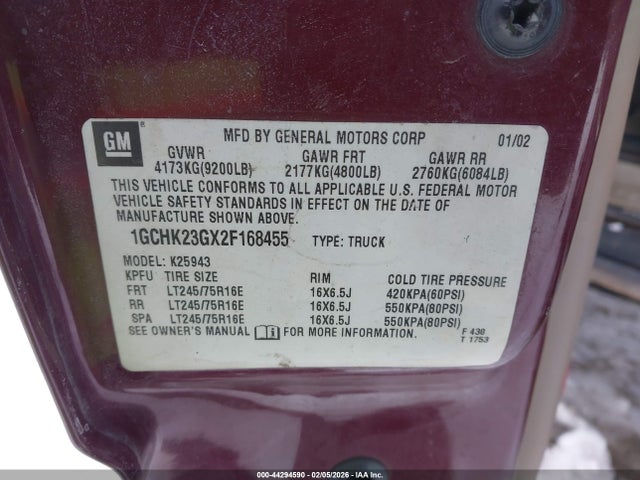 GM ®
MFD BY GENERAL MOTORS CORP 01/02
GVWR GAWR FRT GAWR RR
4173KG(9200LB) 2177KG(4800LB) 2760KG(6084LB)
THIS VEHICLE CONFORMS TO ALL APPLICABLE U.S. FEDERAL MOTOR
VEHICLE SAFETY STANDARDS IN EFFECT ON THE DATE OF
MANUFACTURE SHOWN ABOVE.
1GCHK23GX2F168455 TYPE: TRUCK
MODEL: K25943
KPFU TIRE SIZE RIM COLD TIRE PRESSURE
FRT LT245/75R16E 16X6.5J 420KPA(60PSI)
RR LT245/75R16E 16X6.5J 550KPA(80PSI)
SPA LT245/75R16E 16X6.5J 550KPA(80PSI)
SEE OWNER'S MANUAL FOR MORE INFORMATION.
F 430
T 1753
000-44294590 - 02/05/2026 - IAA Inc.